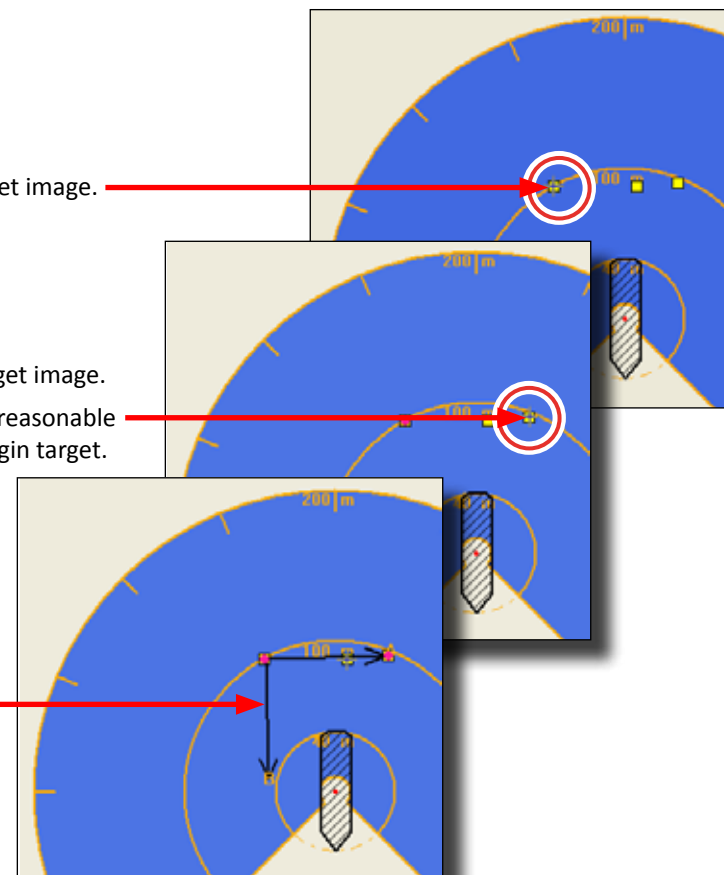 200 m
et image.
100 m
200 m
get image.
reasonable
gin target.
100
200 m
100